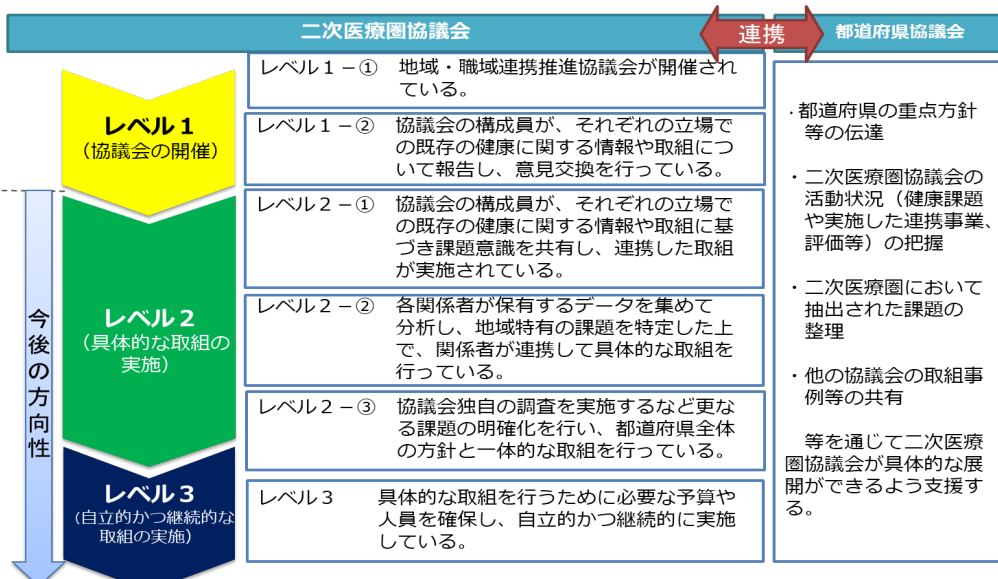 二次医療圏協議会
連携
都道府県協議会
レベル１
（協議会の開催）
レベル１－①　地域・職域連携推進協議会が開催され
ている。
レベル１－②　協議会の構成員が、それぞれの立場で
の既存の健康に関する情報や取組につ
いて報告し、意見交換を行っている。
今後の方向性
レベル２
（具体的な取組の
実施）
レベル２－①　協議会の構成員が、それぞれの立場で
の既存の健康に関する情報や取組に基
づき課題意識を共有し、連携した取組
が実施されている。
レベル２－②　各関係者が保有するデータを集めて
分析し、地域特有の課題を特定した上
で、関係者が連携して具体的な取組を
行っている。
レベル２－③　協議会独自の調査を実施するなど更な
る課題の明確化を行い、都道府県全体
の方針と一体的な取組を行っている。
レベル３
（自立的かつ継続的な
取組の実施）
レベル３　具体的な取組を行うために必要な予算や
人員を確保し、自立的かつ継続的に実施
している。
・都道府県の重点方針
等の伝達
・二次医療圏協議会の
活動状況（健康課題
や実施した連携事業、
評価等）の把握
・二次医療圏において
抽出された課題の
整理
・他の協議会の取組事
例等の共有
等を通じて二次医療
圏協議会が具体的な展
開ができるよう支援す
る。